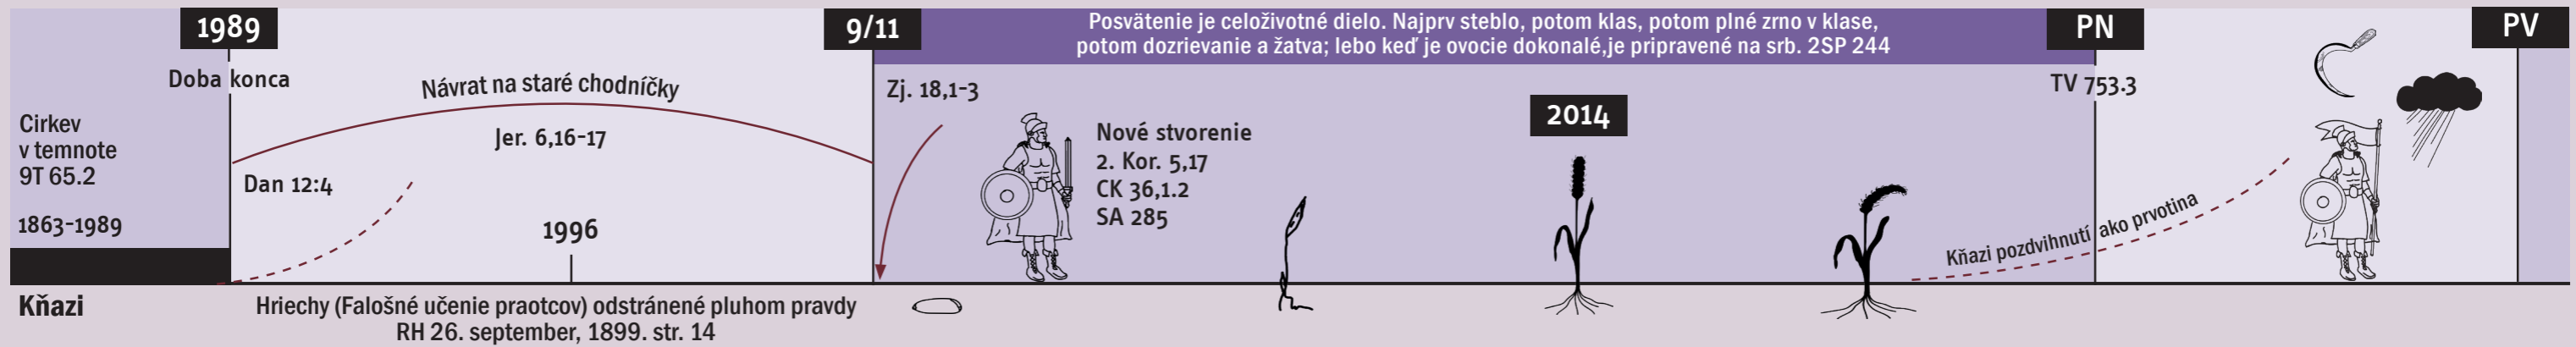 1989
9/11
Posvätenie je celoživotné dielo. Najprv steblo, potom klas, potom plné zrno v klase,
potom dozrievanie a žatva; lebo keď je ovocie dokonalé,je pripravené na srb. 2SP 244
PN
PV
Doba konca
Návrat na staré chodníčky
Jer. 6,16-17
Zj. 18,1-3
TV 753.3
Cirkev
v temnote
9T 65.2
1863-1989
Dan 12:4
1996
Nové stvorenie
2. Kor. 5,17
CK 36,1.2
SA 285
2014
Kňazi pozdvihnutí ako prvotina
Kňazi
Hriechy (Falošné učenie praotcov) odstránené pluhom pravdy
RH 26. september, 1899. str. 14